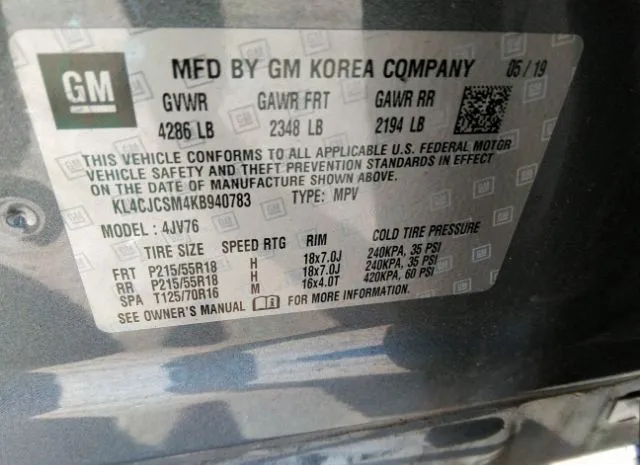 GM
MFD BY GM KOREA COMPANY 05/19
GVWR GAWR FRT GAWR RR
4286 LB 2348 LB 2194 LB
THIS VEHICLE CONFORMS TO ALL APPLICABLE U.S. FEDERAL MOTOR
VEHICLE SAFETY AND THEFT PREVENTION STANDARDS IN EFFECT
ON THE DATE OF MANUFACTURE SHOWN ABOVE.
KL4CJCSM4KB940783 TYPE: MPV
MODEL: 4JV76
TIRE SIZE SPEED RTG RIM COLD TIRE PRESSURE
FRT P215/55R18 H 18x7.0J 240KPA, 35 PSI
RR P215/55R18 H 18x7.0J 240KPA, 35 PSI
SPA T125/70R16 M 16x4.0T 420KPA, 60 PSI
SEE OWNER'S MANUAL FOR MORE INFORMATION